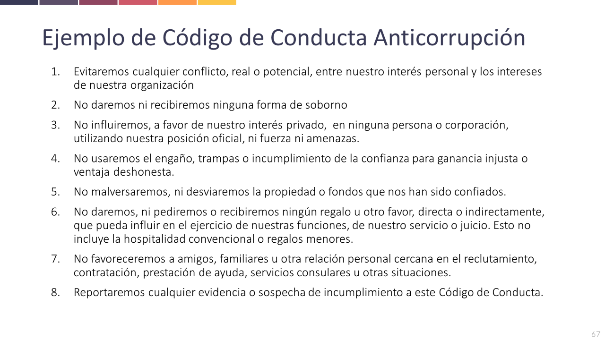 Ejemplo de Código de Conducta Anticorrupción
1. Evitaremos cualquier conflicto, real o potencial, entre nuestro interés personal y los intereses
de nuestra organización
2. No daremos ni recibiremos ninguna forma de soborno
3. No influiremos, a favor de nuestro interés privado, en ninguna persona o corporación,
utilizando nuestra posición oficial, ni fuerza ni amenazas.
4. No usaremos el engaño, trampas o incumplimiento de la confianza para ganancia injusta o
ventaja deshonesta.
5. No malversaremos, ni desviaremos la propiedad o fondos que nos han sido confiados.
6. No daremos, ni pediremos o recibiremos ningún regalo u otro favor, directa o indirectamente,
que pueda influir en el ejercicio de nuestras funciones, de nuestro servicio o juicio. Esto no
incluye la hospitalidad convencional o regalos menores.
7. No favoreceremos a amigos, familiares u otra relación personal cercana en el reclutamiento,
contratación, prestación de ayuda, servicios consulares u otras situaciones.
8. Reportaremos cualquier evidencia o sospecha de incumplimiento a este Código de Conducta.
67